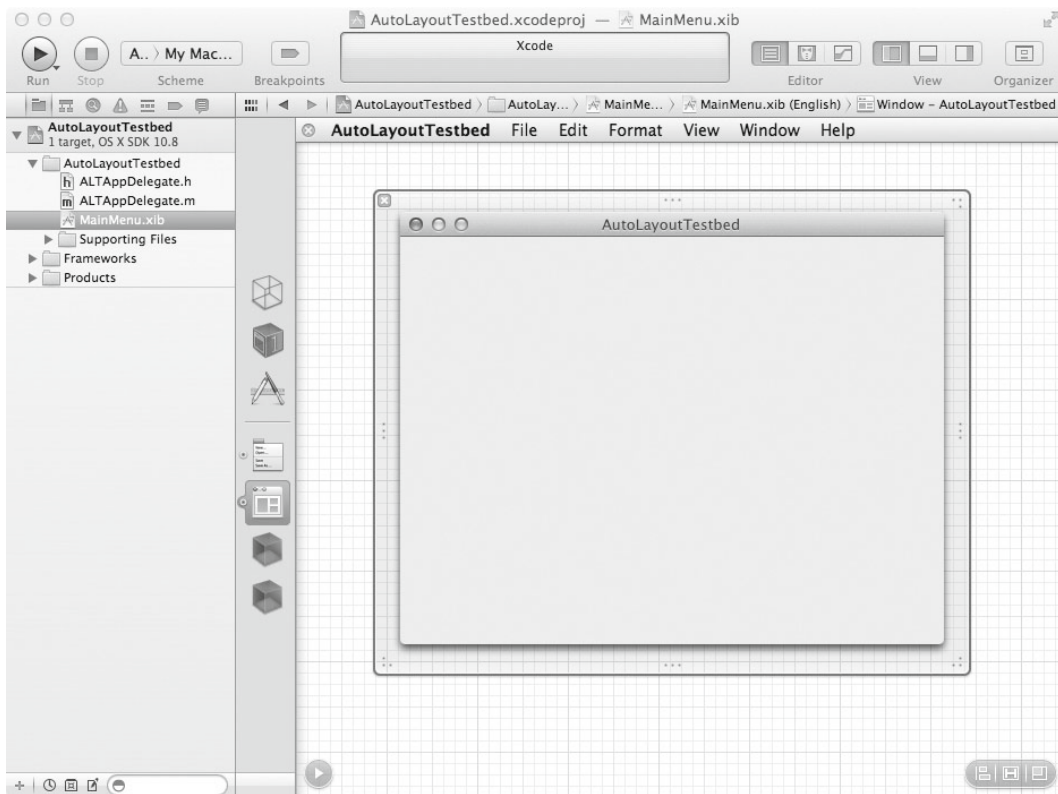 AutoLayoutTestbed.xcodeproj — MainMenu.xib
A.. 〉 My Mac...
Xcode
Run Stop Scheme Breakpoints Editor View Organizer
AutoLayoutTestbed 〉 AutoLay... 〉 MainMe... 〉 MainMenu.xib (English) 〉 Window – AutoLayoutTestbed
AutoLayoutTestbed
1 target, OS X SDK 10.8
AutoLayoutTestbed
h ALTAppDelegate.h
m ALTAppDelegate.m
MainMenu.xib
Supporting Files
Frameworks
Products
AutoLayoutTestbed File Edit Format View Window Help
AutoLayoutTestbed